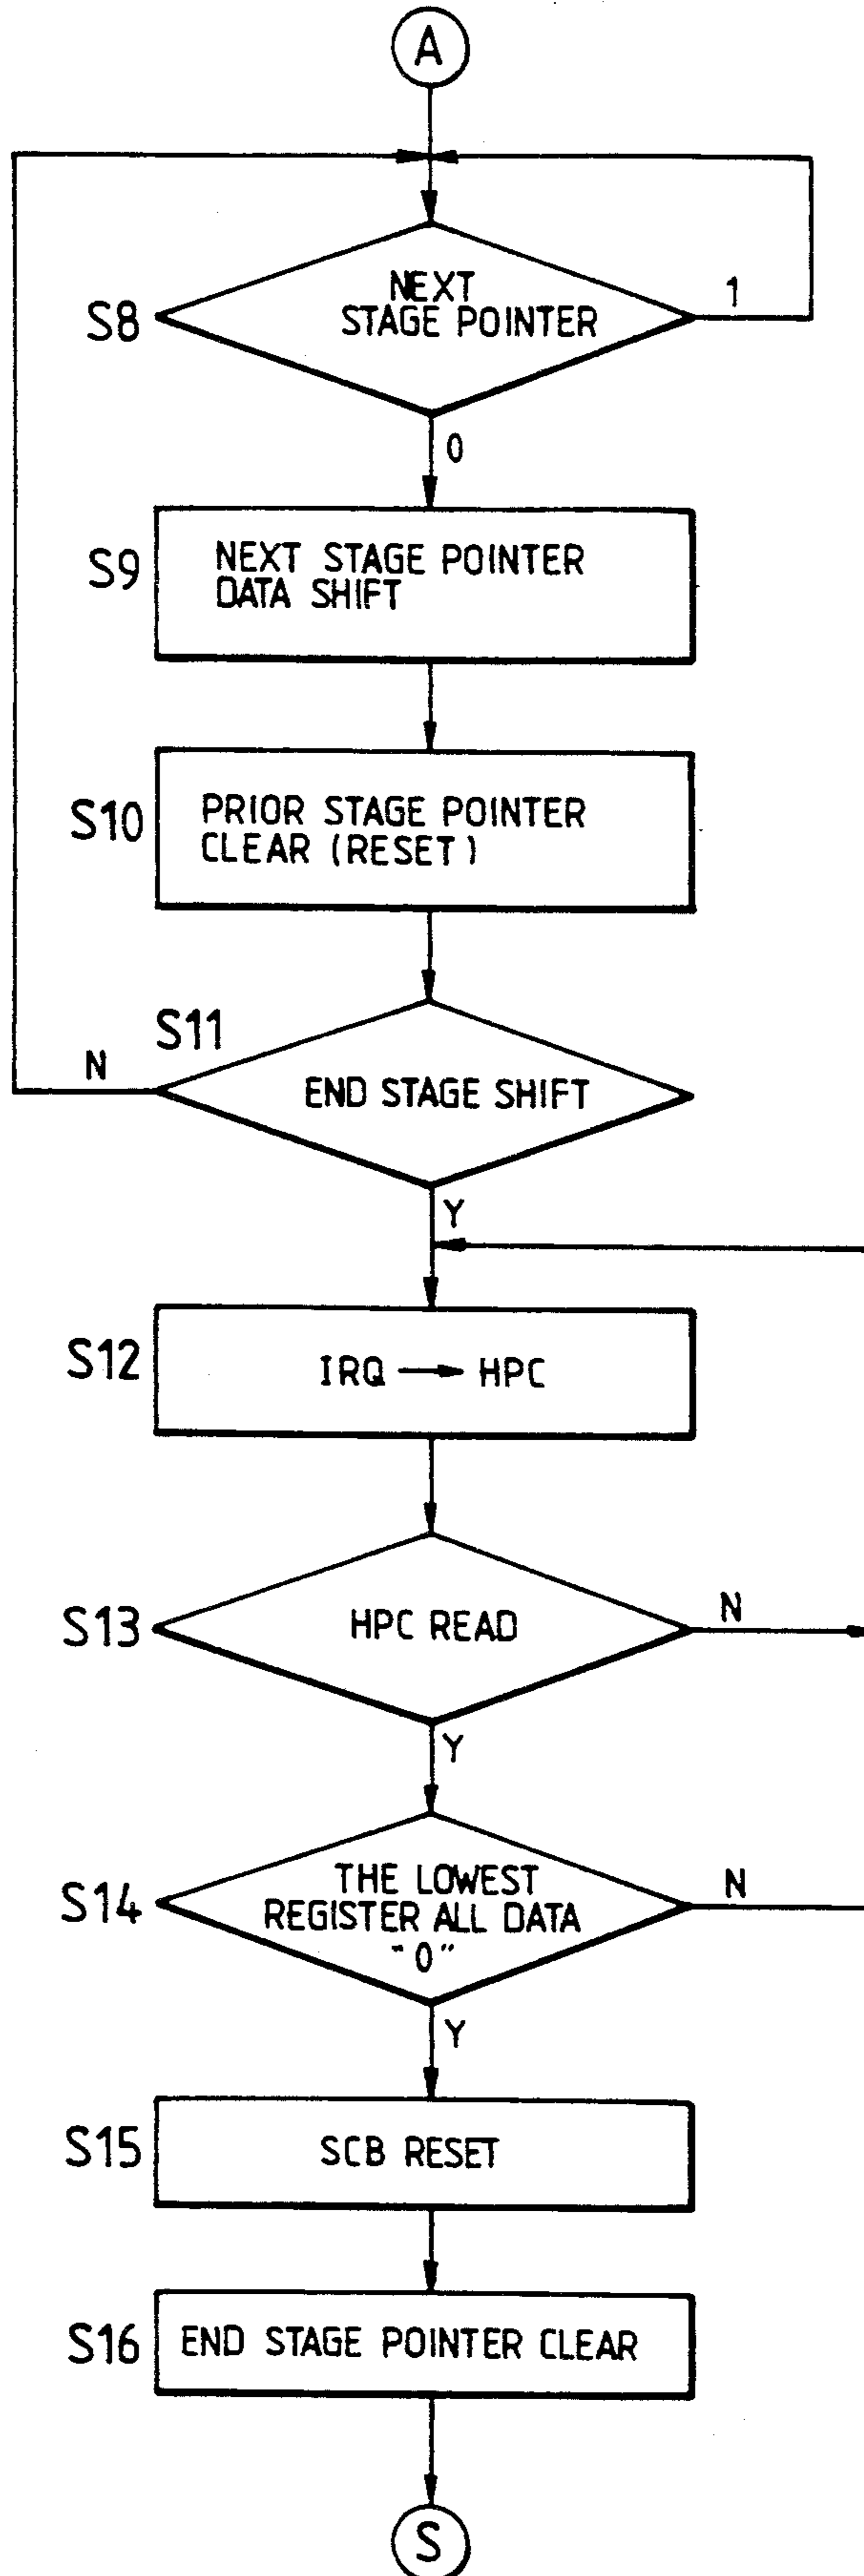 A
S8
NEXT
STAGE POINTER
1
0
S9
NEXT STAGE POINTER
DATA SHIFT
S10
PRIOR STAGE POINTER
CLEAR (RESET)
S11
N
END STAGE SHIFT
Y
S12
IRQ → HPC
S13
HPC READ
N
Y
S14
THE LOWEST
REGISTER ALL DATA
"0"
N
Y
S15
SCB RESET
S16
END STAGE POINTER CLEAR
S